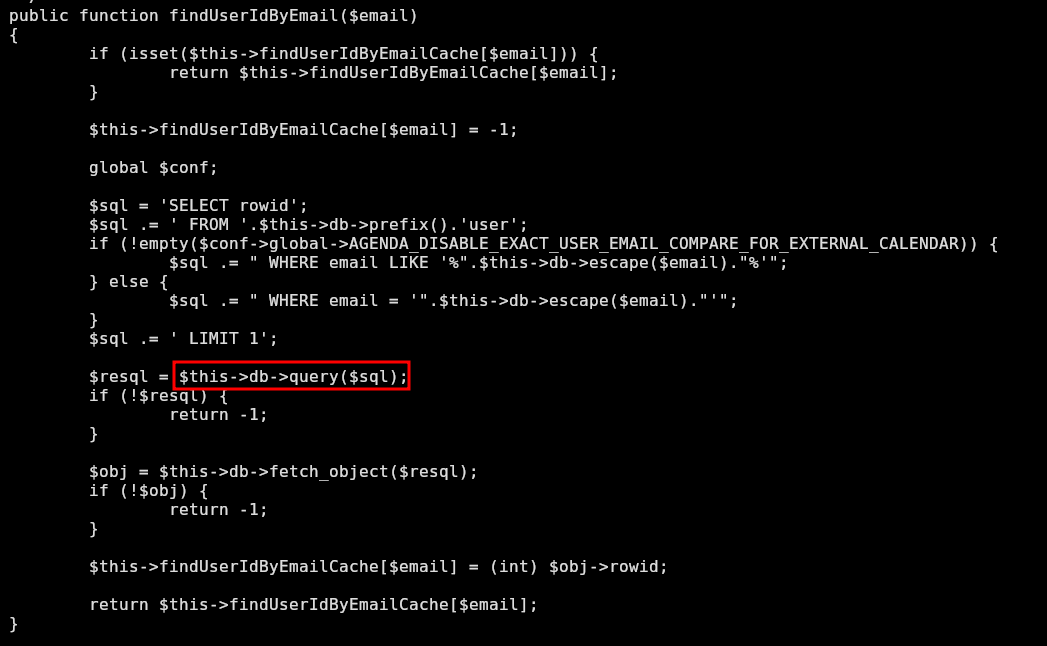 public function findUserIdByEmail($email)
{
        if (isset($this->findUserIdByEmailCache[$email])) {
                return $this->findUserIdByEmailCache[$email];
        }

        $this->findUserIdByEmailCache[$email] = -1;

        global $conf;

        $sql = 'SELECT rowid';
        $sql .= ' FROM '.$this->db->prefix().'user';
        if (!empty($conf->global->AGENDA_DISABLE_EXACT_USER_EMAIL_COMPARE_FOR_EXTERNAL_CALENDAR)) {
                $sql .= " WHERE email LIKE '%".$this->db->escape($email)."%'";
        } else {
                $sql .= " WHERE email = '".$this->db->escape($email)."'";
        }
        $sql .= ' LIMIT 1';

        $resql = $this->db->query($sql);
        if (!$resql) {
                return -1;
        }

        $obj = $this->db->fetch_object($resql);
        if (!$obj) {
                return -1;
        }

        $this->findUserIdByEmailCache[$email] = (int) $obj->rowid;

        return $this->findUserIdByEmailCache[$email];
}